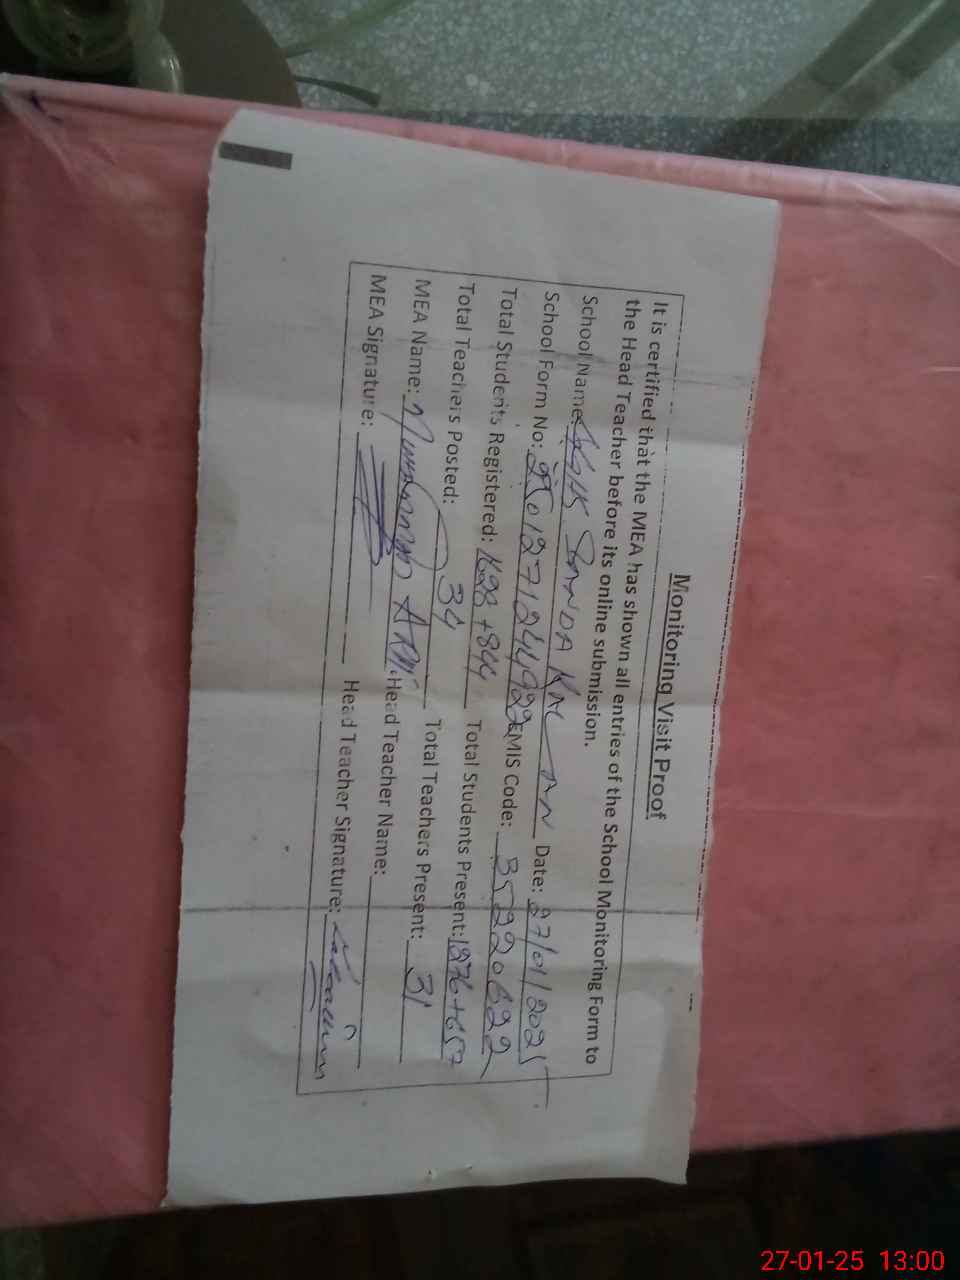 Monitoring Visit Proof
It is certified that the MEA has shown all entries of the School Monitoring Form to
the Head Teacher before its online submission.
School Name: Date: 27/01/2025
School Form No: EMIS Code: 35220622
Total Students Registered: 1628+844 Total Students Present:
Total Teachers Posted: 34 Total Teachers Present: 31
MEA Name: Muhammad Head Teacher Name:
MEA Signature: Head Teacher Signature:
27-01-25 13:00